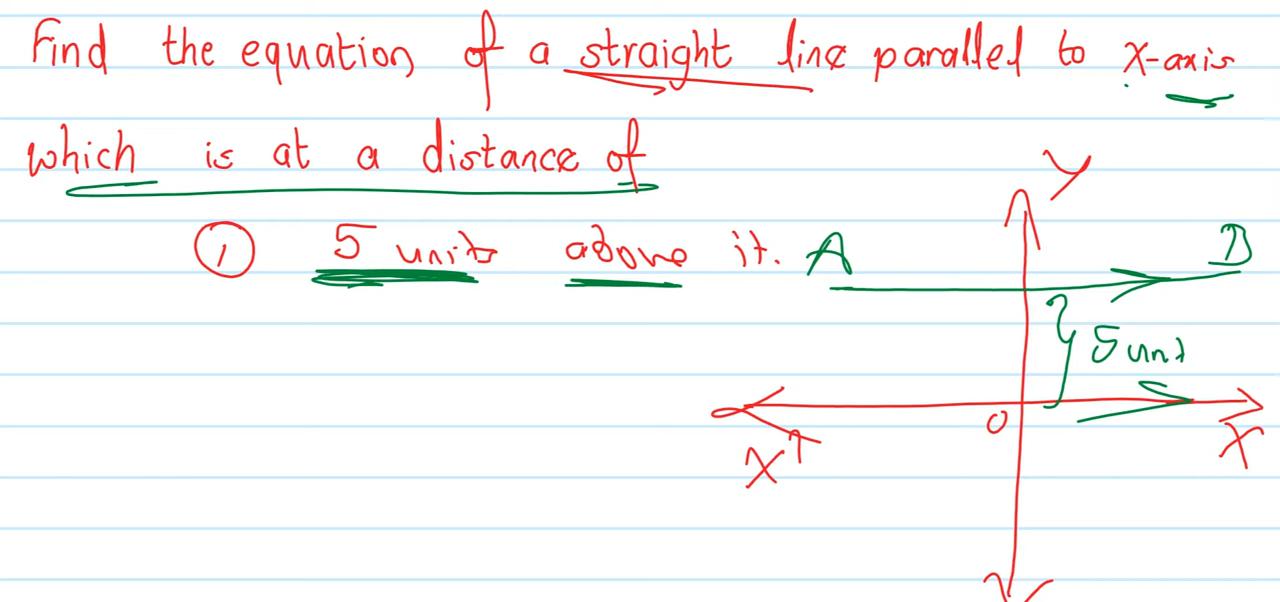 Find the equation of a straight line parallel to x-axis
which is at a distance of
① 5 units above it.
Y
A B
5 unit
X' O X